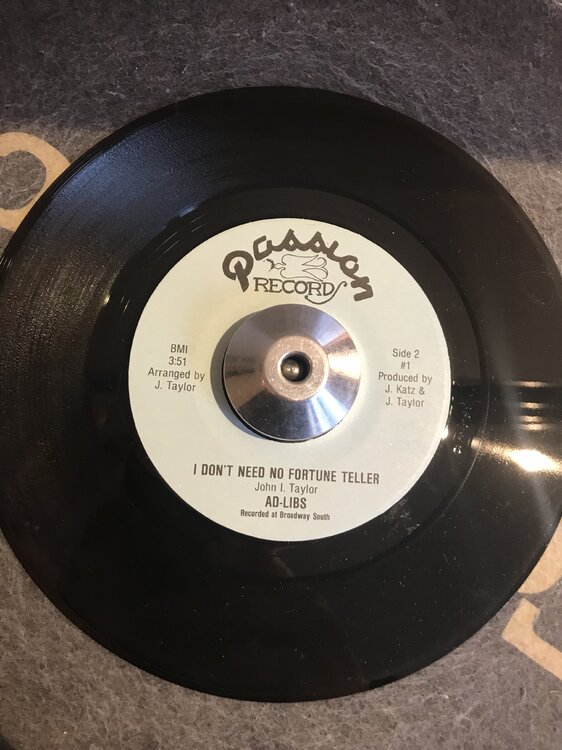 Passion
RECORDS
BMI
3:51
Arranged by
J. Taylor
Side 2
#1
Produced by
J. Katz &
J. Taylor
I DON'T NEED NO FORTUNE TELLER
John I. Taylor
AD-LIBS
Recorded at Broadway South